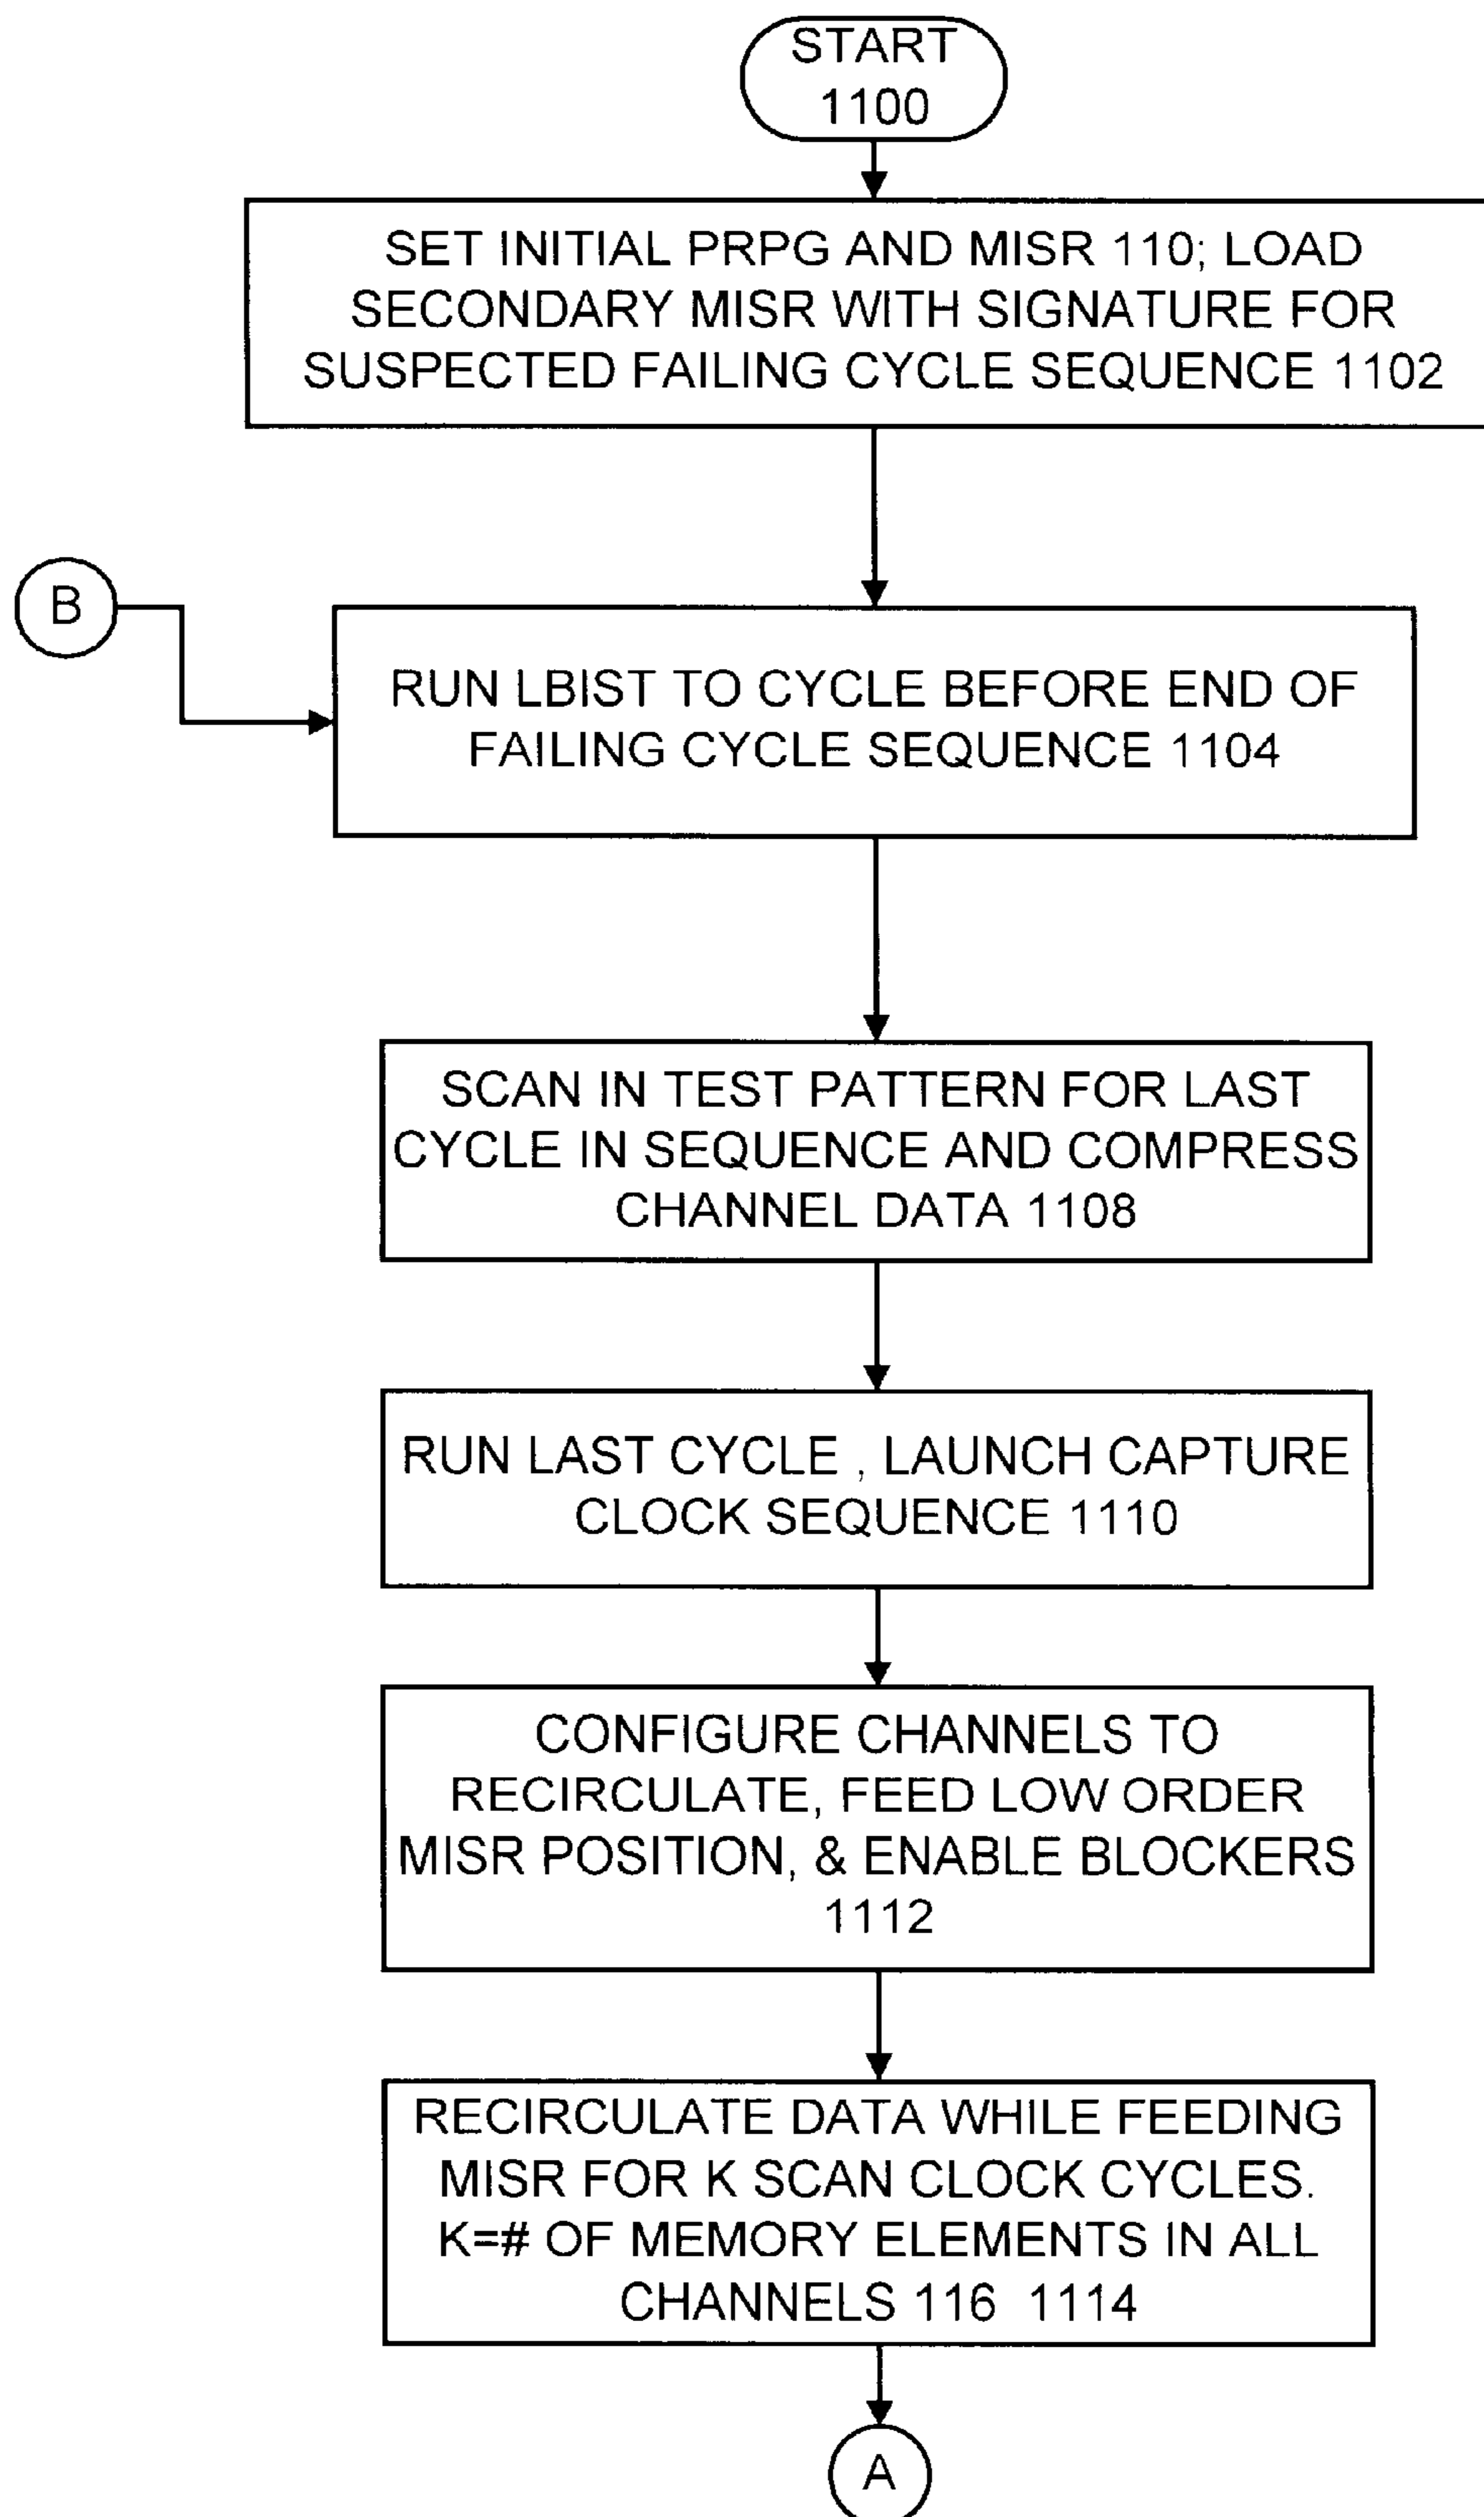 START
1100
SET INITIAL PRPG AND MISR 110; LOAD
SECONDARY MISR WITH SIGNATURE FOR
SUSPECTED FAILING CYCLE SEQUENCE 1102
B
RUN LBIST TO CYCLE BEFORE END OF
FAILING CYCLE SEQUENCE 1104
SCAN IN TEST PATTERN FOR LAST
CYCLE IN SEQUENCE AND COMPRESS
CHANNEL DATA 1108
RUN LAST CYCLE , LAUNCH CAPTURE
CLOCK SEQUENCE 1110
CONFIGURE CHANNELS TO
RECIRCULATE, FEED LOW ORDER
MISR POSITION, & ENABLE BLOCKERS
1112
RECIRCULATE DATA WHILE FEEDING
MISR FOR K SCAN CLOCK CYCLES.
K=# OF MEMORY ELEMENTS IN ALL
CHANNELS 116 1114
A